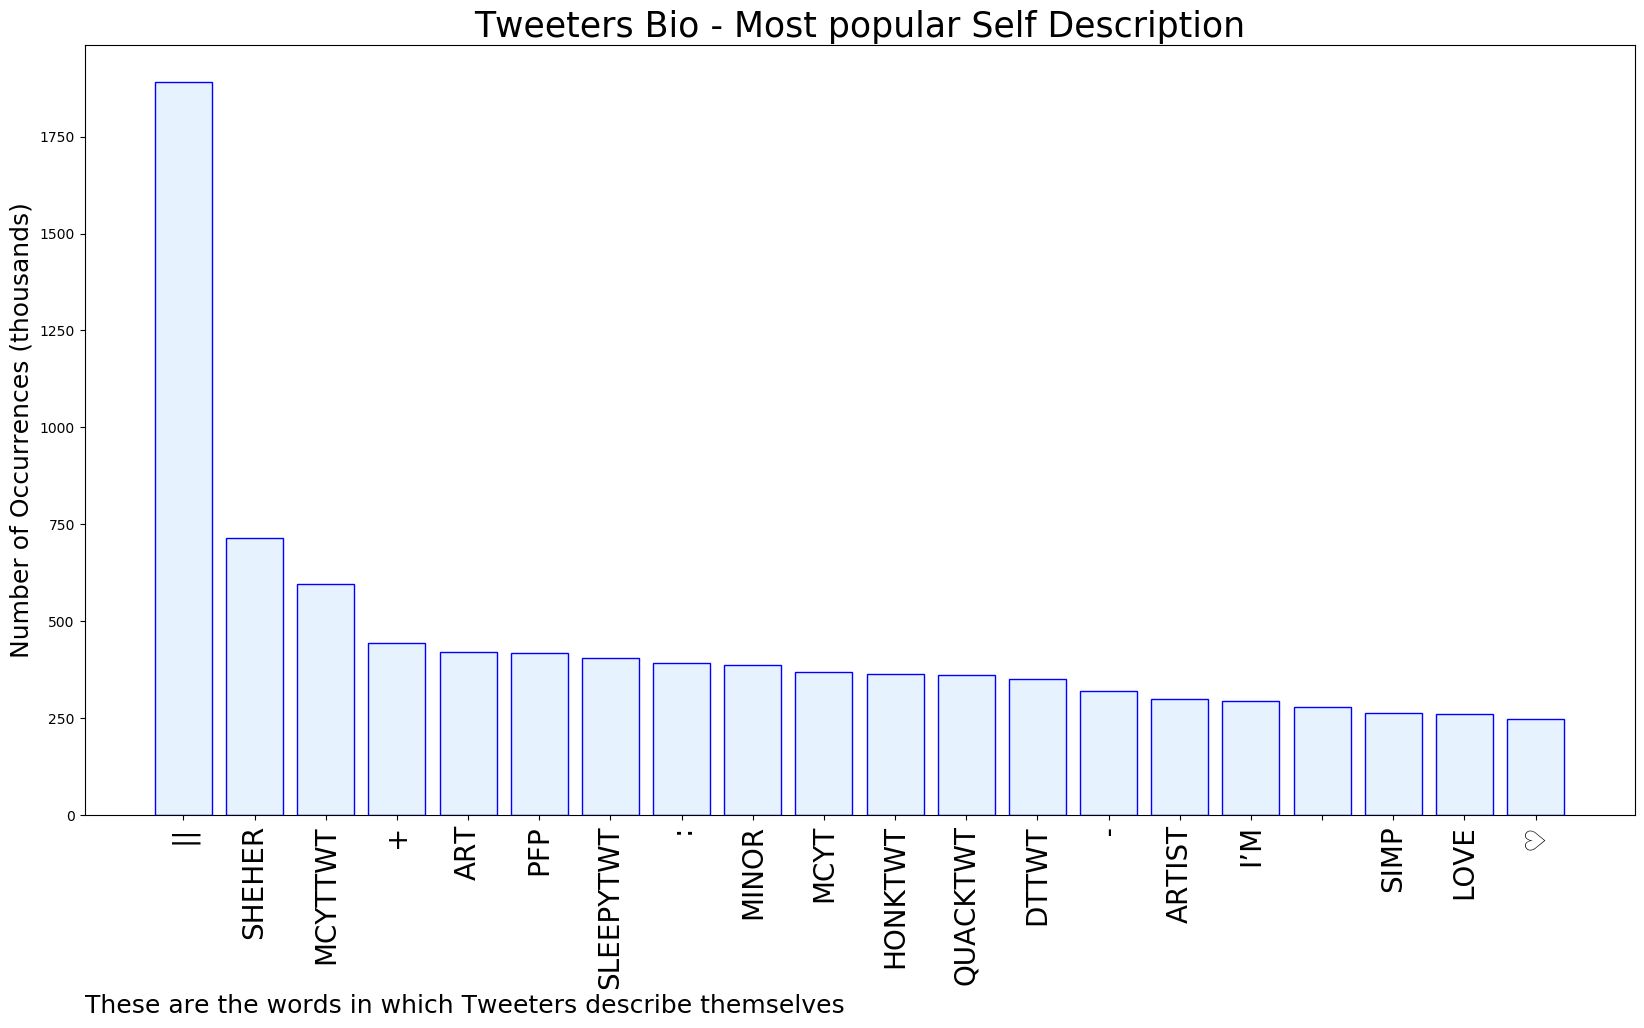 Tweeters Bio - Most popular Self Description
Number of Occurrences (thousands)
1750
1500
1250
1000
750
500
250
0
||
SHEHER
MCYTTWT
+
ART
PFP
SLEEPYTWT
:
MINOR
MCYT
HONKTWT
QUACKTWT
DTTWT
-
ARTIST
I’M
SIMP
LOVE
♡
These are the words in which Tweeters describe themselves